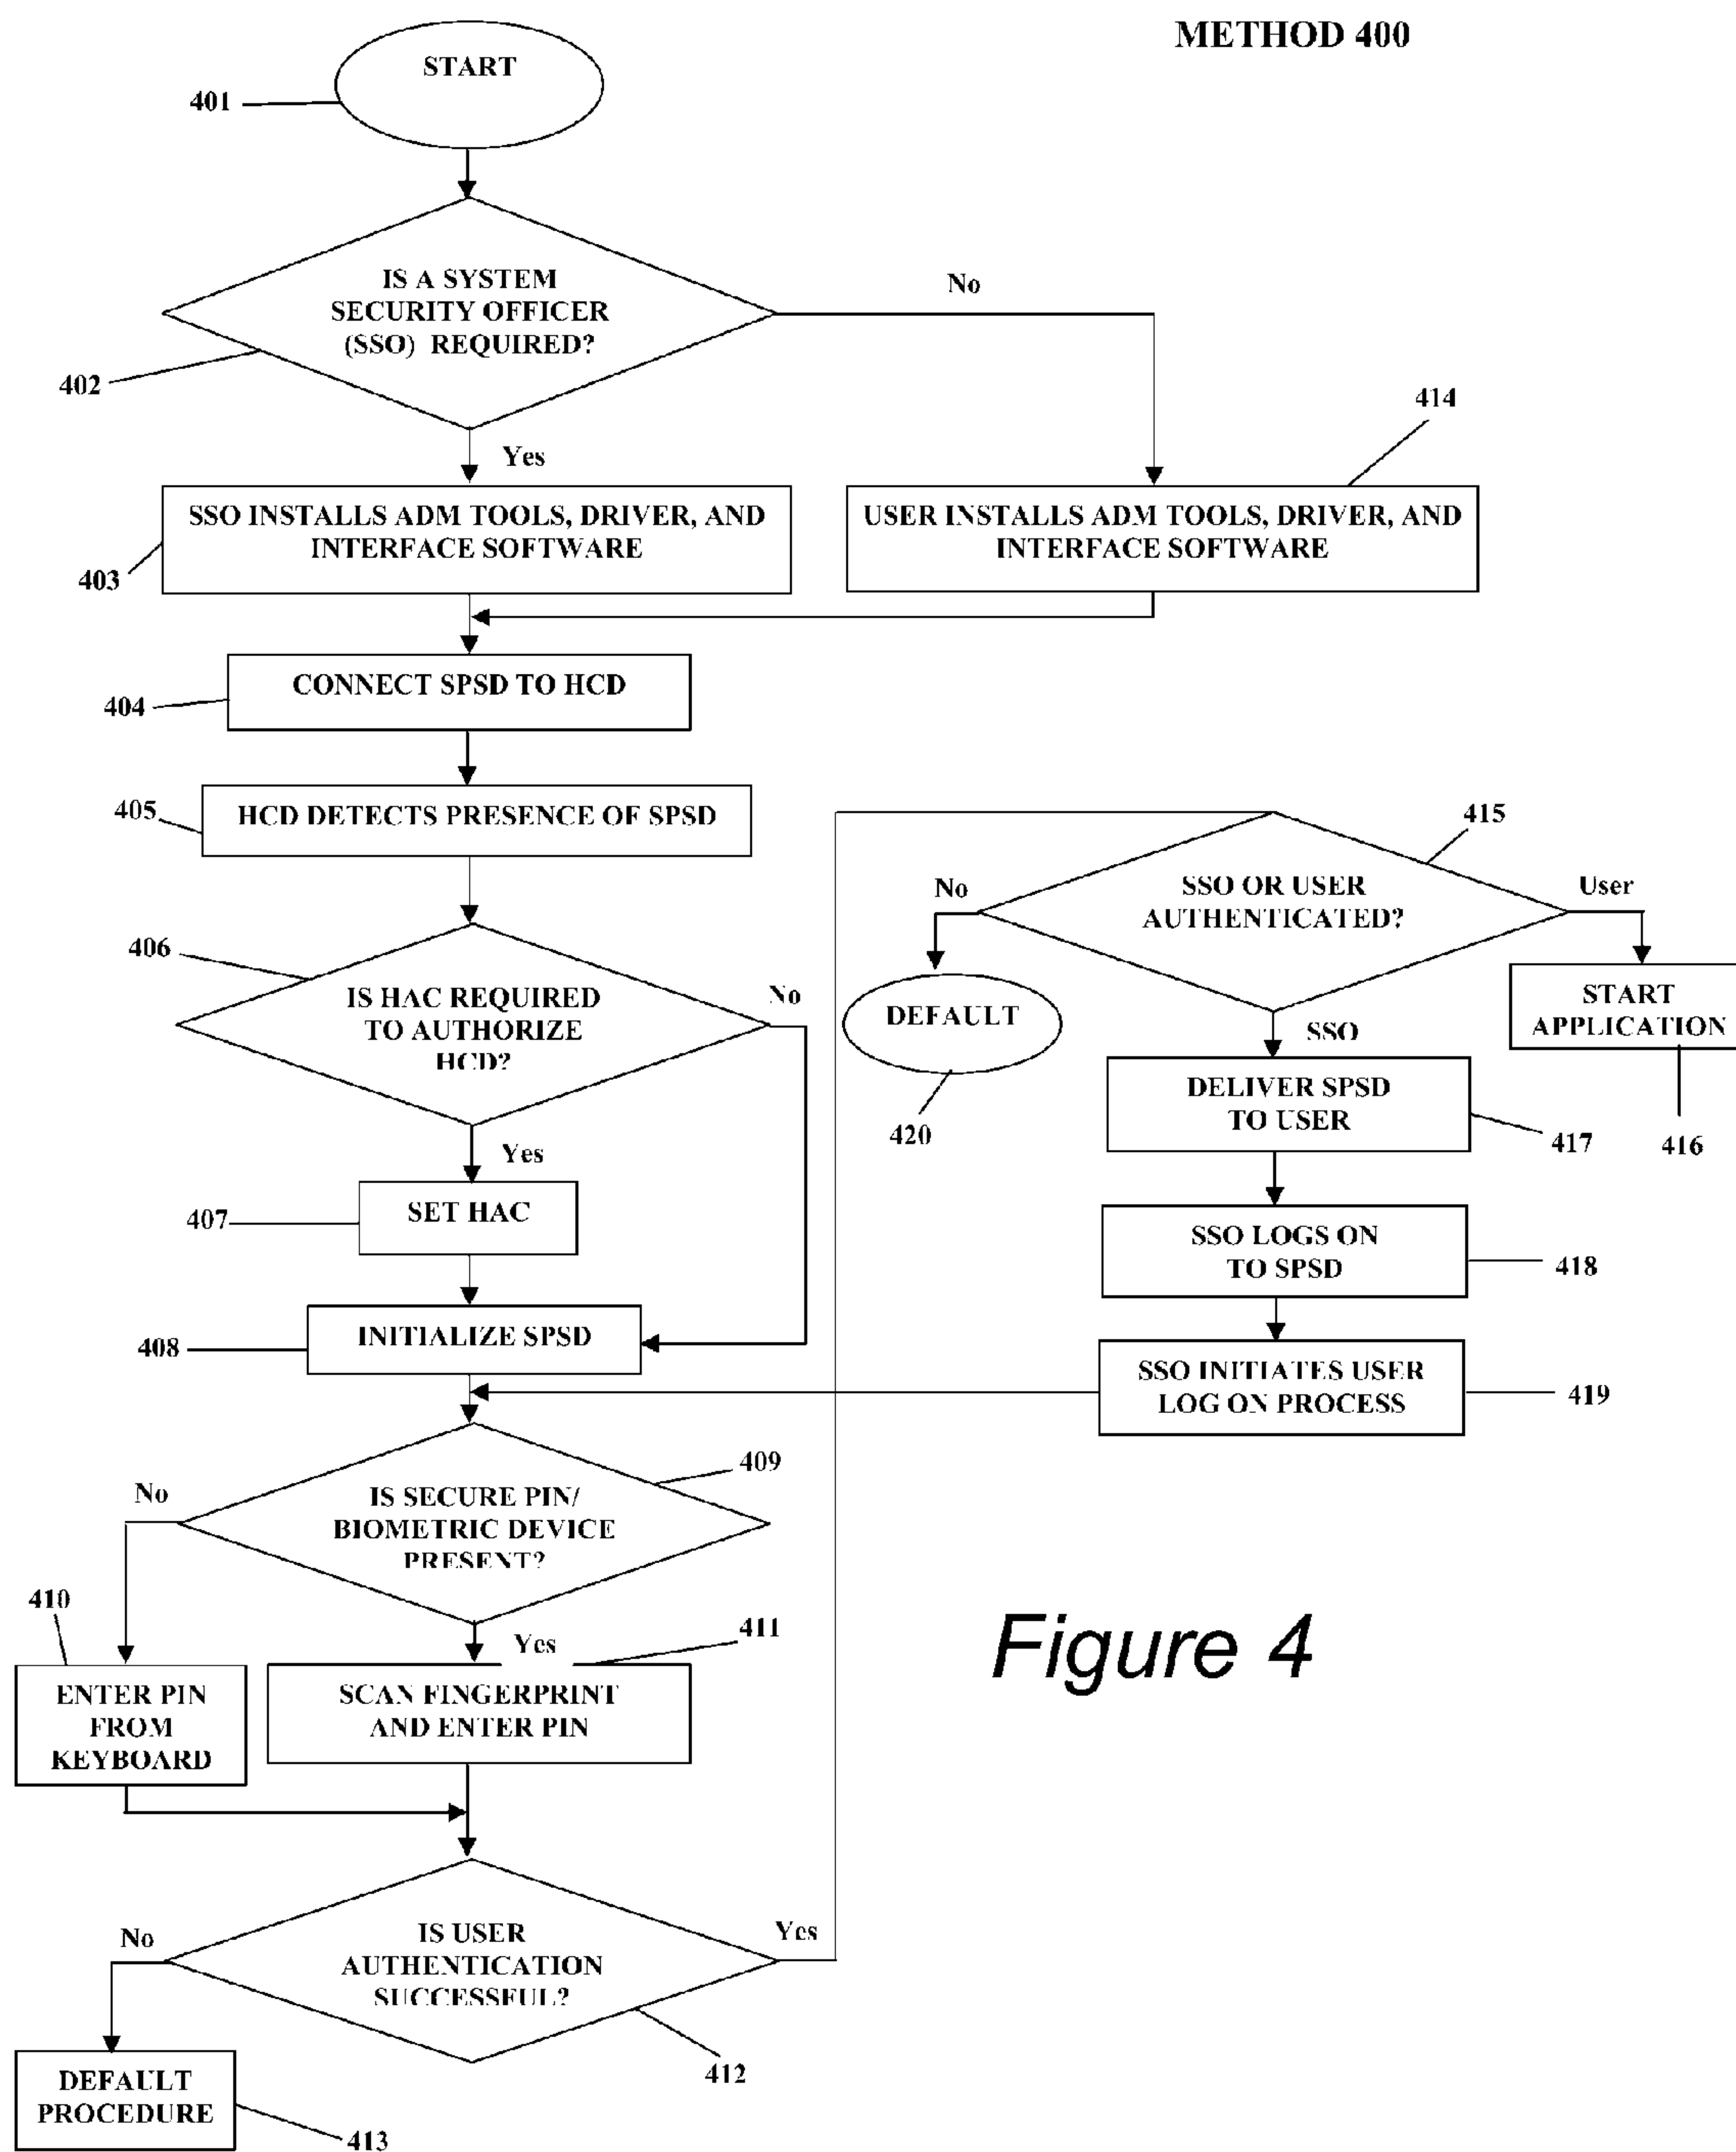 METHOD 400
START
401
IS A SYSTEM
SECURITY OFFICER
(SSO) REQUIRED?
402
No
Yes
414
SSO INSTALLS ADM TOOLS, DRIVER, AND
INTERFACE SOFTWARE
403
USER INSTALLS ADM TOOLS, DRIVER, AND
INTERFACE SOFTWARE
CONNECT SPSD TO HCD
404
HCD DETECTS PRESENCE OF SPSD
405
406
IS HAC REQUIRED
TO AUTHORIZE
HCD?
No
Yes
SET HAC
407
INITIALIZE SPSD
408
415
SSO OR USER
AUTHENTICATED?
No
User
SSO
DEFAULT
420
START
APPLICATION
416
DELIVER SPSD
TO USER
417
SSO LOGS ON
TO SPSD
418
SSO INITIATES USER
LOG ON PROCESS
419
409
IS SECURE PIN/
BIOMETRIC DEVICE
PRESENT?
No
Yes
410
411
ENTER PIN
FROM
KEYBOARD
SCAN FINGERPRINT
AND ENTER PIN
IS USER
AUTHENTICATION
SUCCESSFUL?
No
Yes
412
DEFAULT
PROCEDURE
413
Figure 4